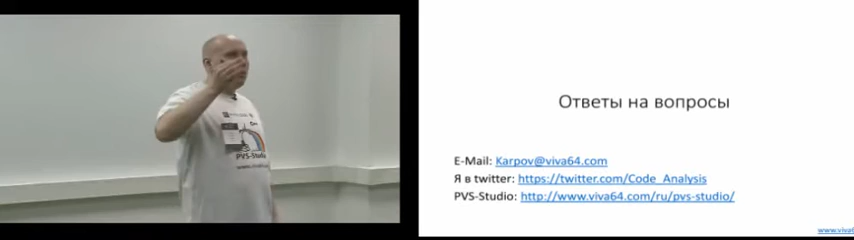 PVS-Studio
Ответы на вопросы
E-Mail: Karpov@viva64.com
Я в twitter: https://twitter.com/Code_Analysis
PVS-Studio: http://www.viva64.com/ru/pvs-studio/